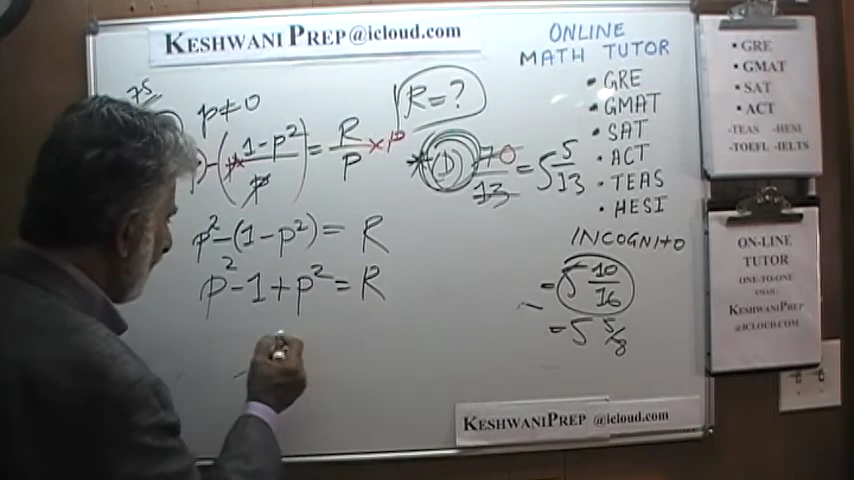 KESHWANI PREP@icloud.com
75
p≠0
R=?
)-(p×(1-p²)/p)=R/P×P
*(D) 70/13=5 5/13
p²-(1-p²)=R
p²-1+p²=R
ONLINE
MATH TUTOR
• GRE
• GMAT
• SAT
• ACT
• TEAS
• HESI
INCOGNITO
=5 10/16
=5 5/8
KESHWANIPREP @icloud.com
• GRE
• GMAT
• SAT
• ACT
-TEAS -HESI
-TOEFL -IELTS
ON-LINE
TUTOR
ONE-TO-ONE
EMAIL:
KESHWANIPREP
@ICLOUD.COM